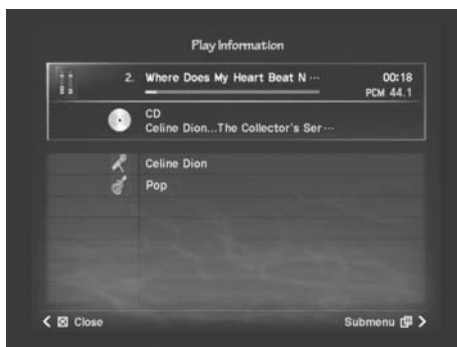 Play Information
2. Where Does My Heart Beat N ··· 00:18
PCM 44.1
CD
Celine Dion...The Collector's Ser ···
Celine Dion
Pop
Close Submenu